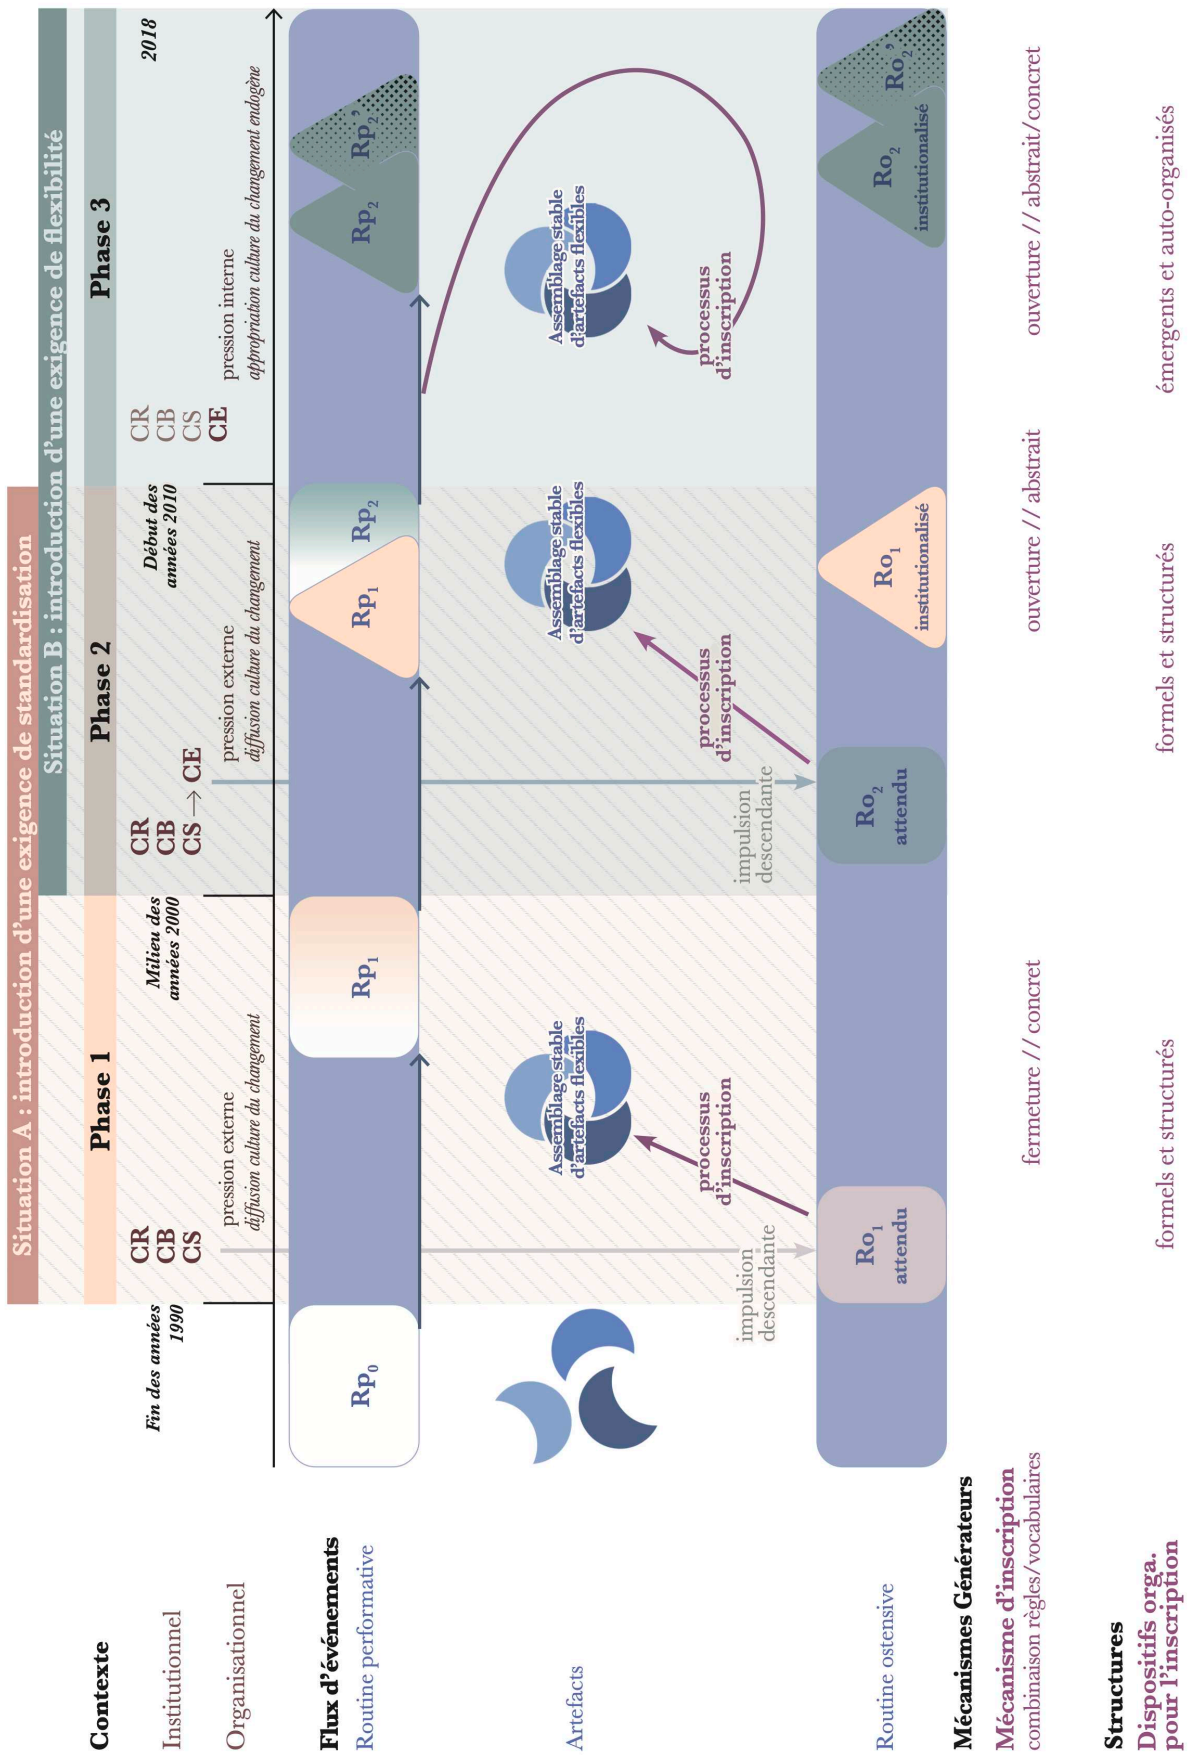 Situation A : introduction d'une exigence de standardisation
Situation B : introduction d'une exigence de flexibilité
Contexte
Phase 1
Phase 2
Phase 3
Institutionnel
Fin des années
1990
CR
CB
CS
Milieu des
années 2000
CR
CB
CS → CE
Début des
années 2010
CR
CB
CS
CE
2018
Organisationnel
pression externe
diffusion culture du changement
pression externe
diffusion culture du changement
pression interne
appropriation culture du changement endogène
Flux d'événements
Routine performative
Rp0
Rp1
Rp1
Rp2
Rp2
Rp2'
Artefacts
Assemblage stable
d'artefacts flexibles
Assemblage stable
d'artefacts flexibles
Assemblage stable
d'artefacts flexibles
impulsion
descendante
processus
d'inscription
impulsion
descendante
processus
d'inscription
processus
d'inscription
Routine ostensive
Ro1
attendu
Ro2
attendu
Ro1
institutionalisé
Ro2
institutionalisé
Ro2'
Mécanismes Générateurs
Mécanisme d'inscription
combinaison règles/vocabulaires
fermeture // concret
ouverture // abstrait
ouverture // abstrait/concret
Structures
Dispositifs orga.
pour l'inscription
formels et structurés
formels et structurés
émergents et auto-organisés